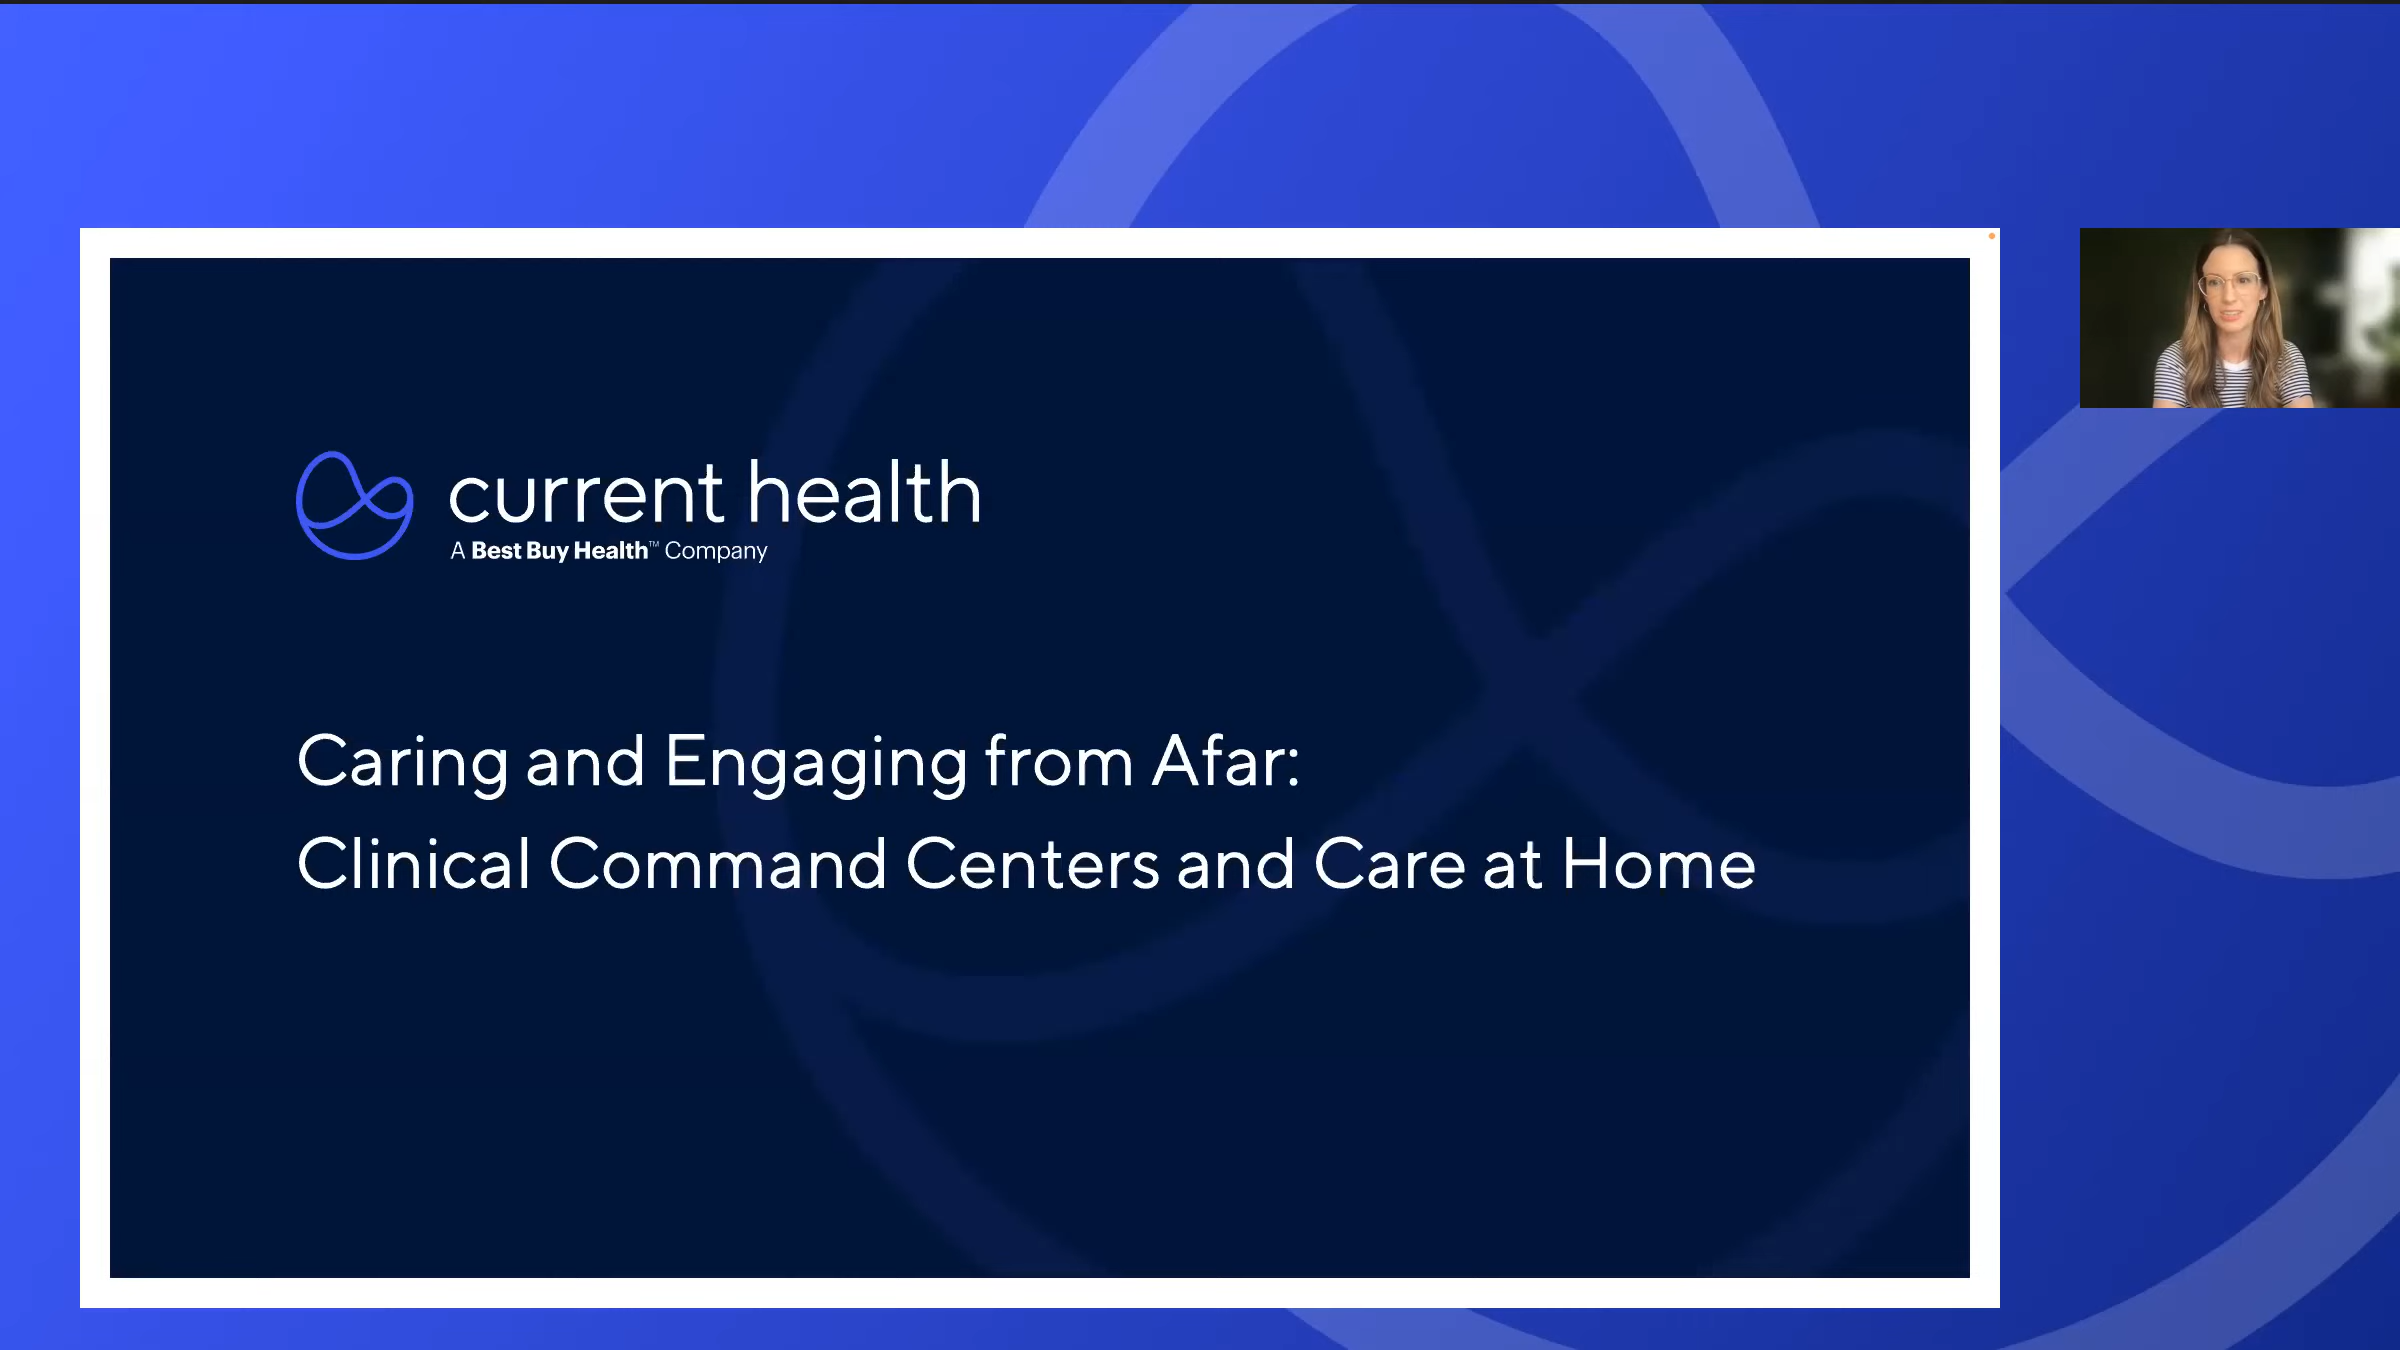 current health
A Best Buy Health™ Company
Caring and Engaging from Afar:
Clinical Command Centers and Care at Home